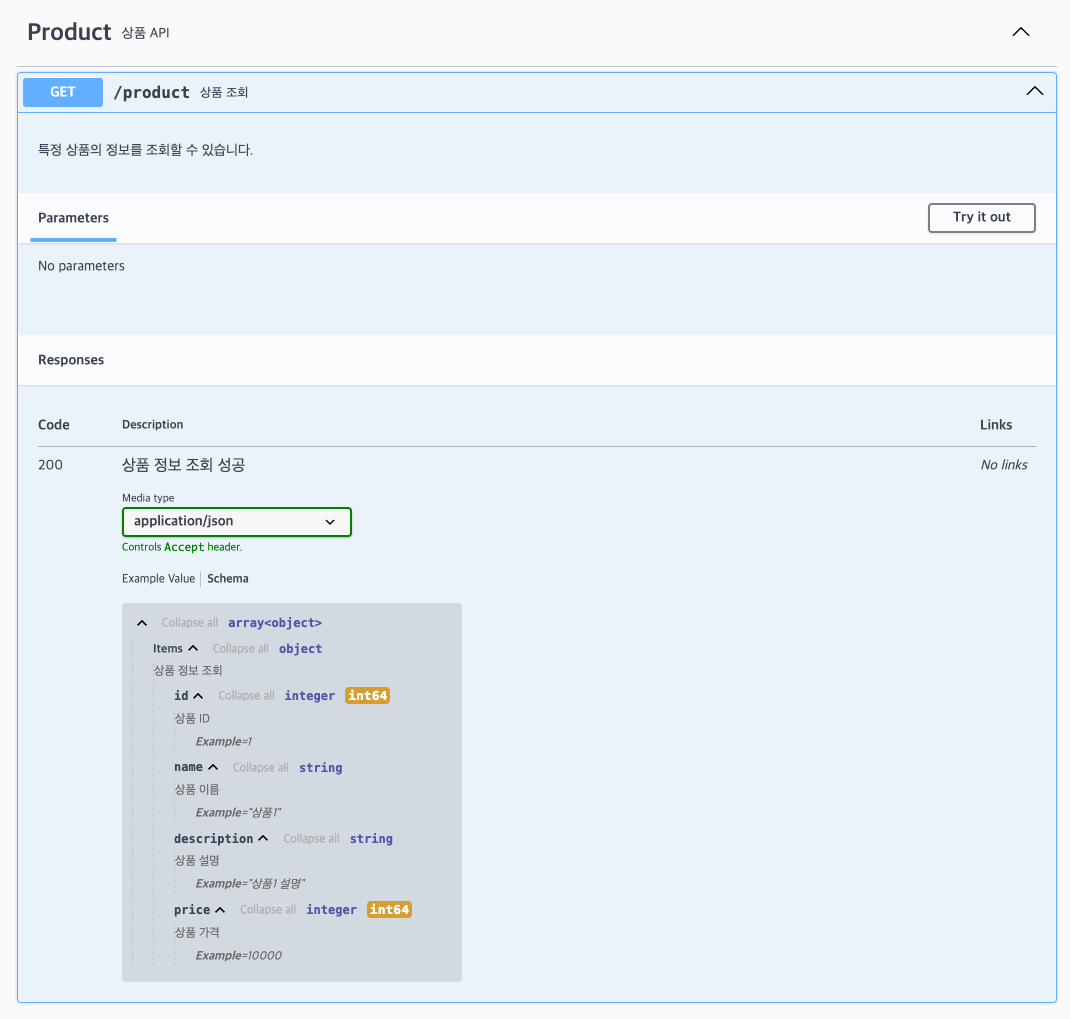 Product 상품 API
GET /product 상품 조회
특정 상품의 정보를 조회할 수 있습니다.
Parameters Try it out
No parameters
Responses
Code Description Links
200 상품 정보 조회 성공 No links
Media type
application/json
Controls Accept header.
Example Value Schema
Collapse all array<object>
Items Collapse all object
상품 정보 조회
id Collapse all integer int64
상품 ID
Example=1
name Collapse all string
상품 이름
Example="상품1"
description Collapse all string
상품 설명
Example="상품1 설명"
price Collapse all integer int64
상품 가격
Example=10000